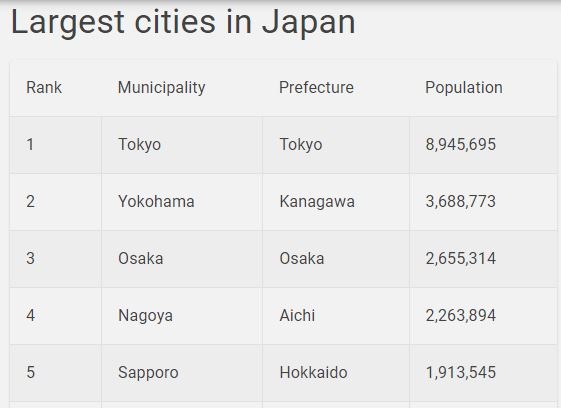 Largest cities in Japan
Rank Municipality Prefecture Population
1 Tokyo Tokyo 8,945,695
2 Yokohama Kanagawa 3,688,773
3 Osaka Osaka 2,655,314
4 Nagoya Aichi 2,263,894
5 Sapporo Hokkaido 1,913,545